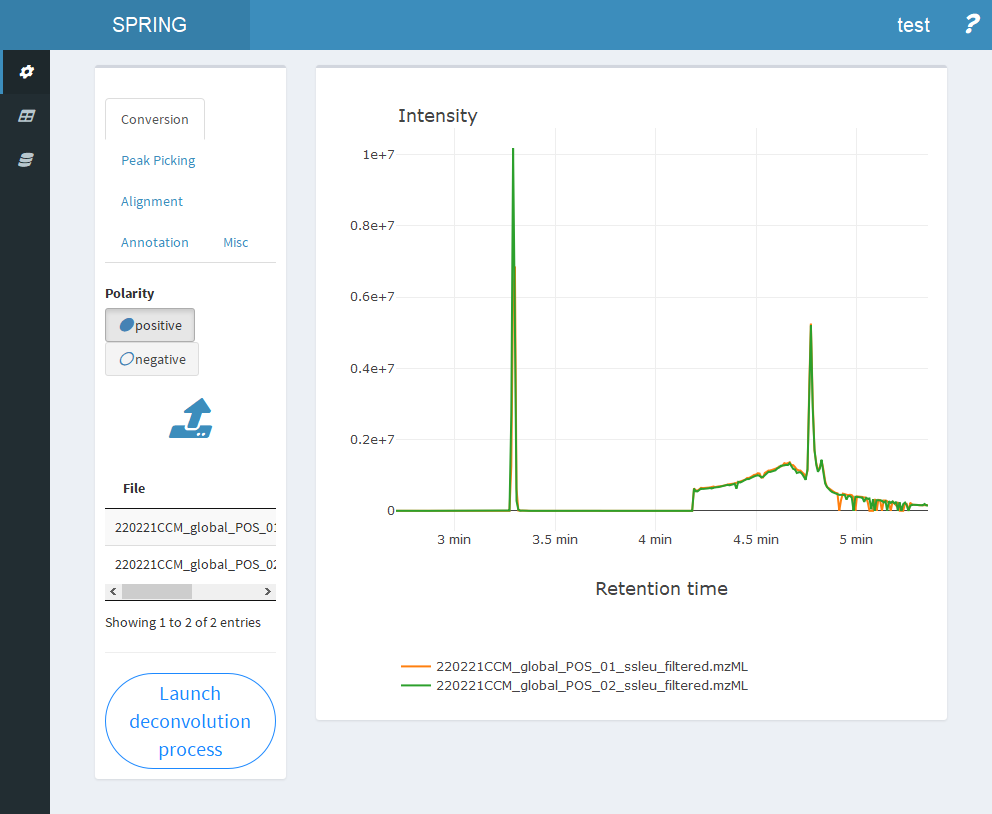 SPRING
test
?
Conversion
Peak Picking
Alignment
Annotation Misc
Polarity
positive
negative
File
220221CCM_global_POS_01
220221CCM_global_POS_02
Showing 1 to 2 of 2 entries
Launch
deconvolution
process
Intensity
1e+7
0.8e+7
0.6e+7
0.4e+7
0.2e+7
0
3 min 3.5 min 4 min 4.5 min 5 min
Retention time
220221CCM_global_POS_01_ssleu_filtered.mzML
220221CCM_global_POS_02_ssleu_filtered.mzML